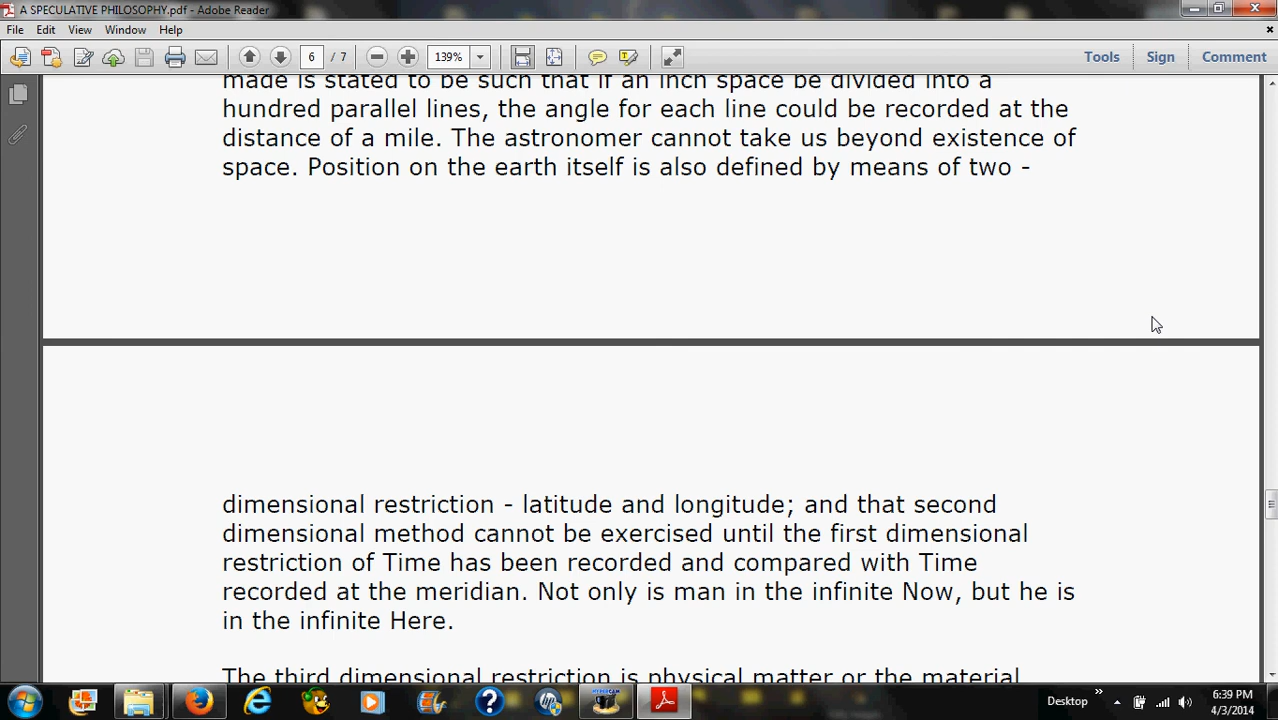 A SPECULATIVE PHILOSOPHY.pdf - Adobe Reader
File Edit View Window Help
6 / 7 139% Tools Sign Comment
made is stated to be such that if an inch space be divided into a
hundred parallel lines, the angle for each line could be recorded at the
distance of a mile. The astronomer cannot take us beyond existence of
space. Position on the earth itself is also defined by means of two -
dimensional restriction - latitude and longitude; and that second
dimensional method cannot be exercised until the first dimensional
restriction of Time has been recorded and compared with Time
recorded at the meridian. Not only is man in the infinite Now, but he is
in the infinite Here.
The third dimensional restriction is physical matter or the material
Desktop
6:39 PM
4/3/2014